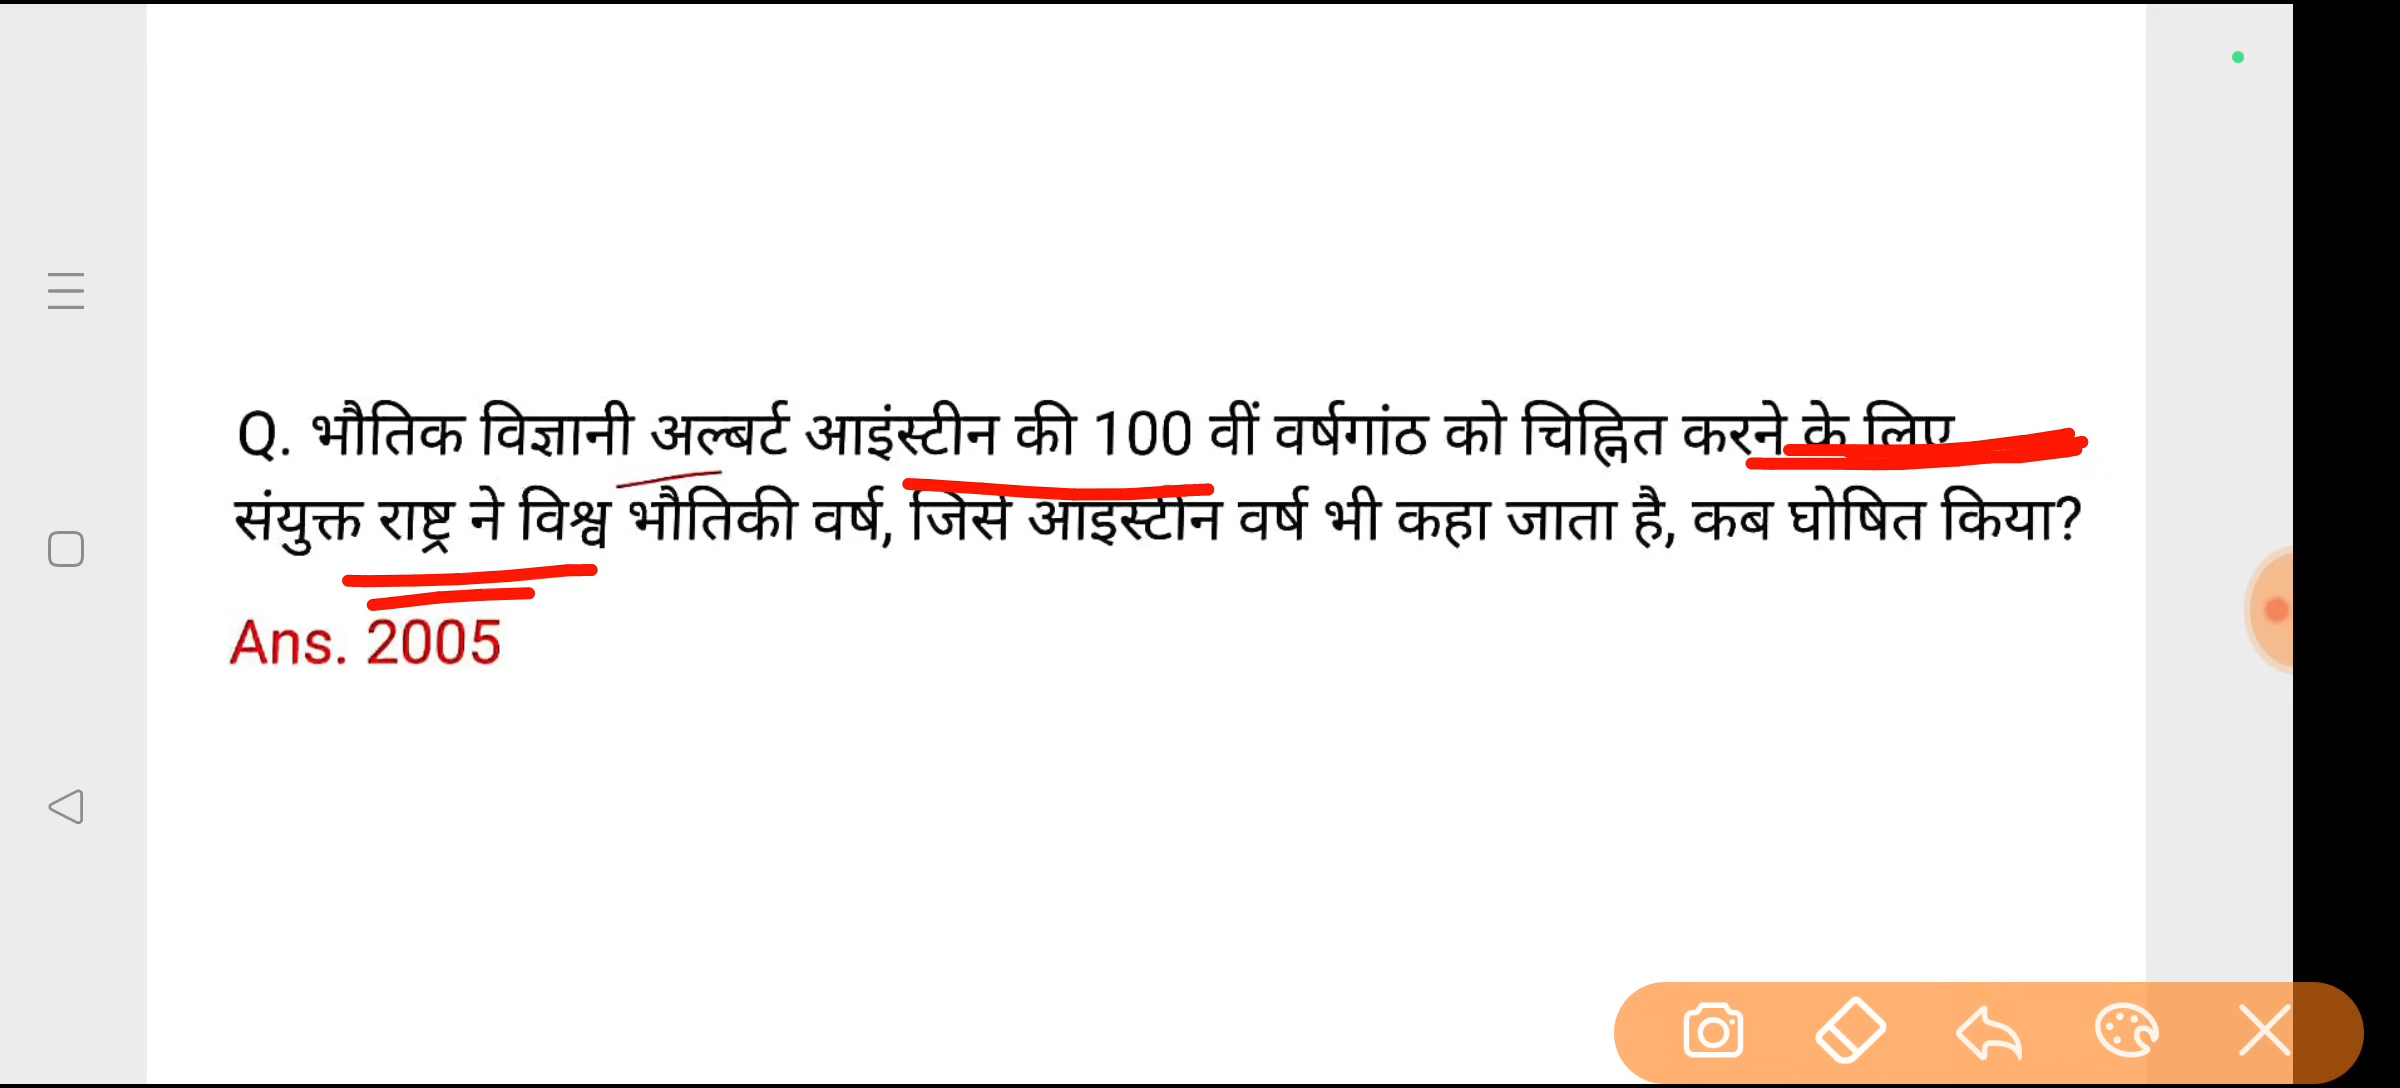 Q. भौतिक विज्ञानी अल्बर्ट आइंस्टीन की 100 वीं वर्षगांठ को चिह्नित करने के लिए
संयुक्त राष्ट्र ने विश्व भौतिकी वर्ष, जिसे आइंस्टीन वर्ष भी कहा जाता है, कब घोषित किया?
Ans. 2005